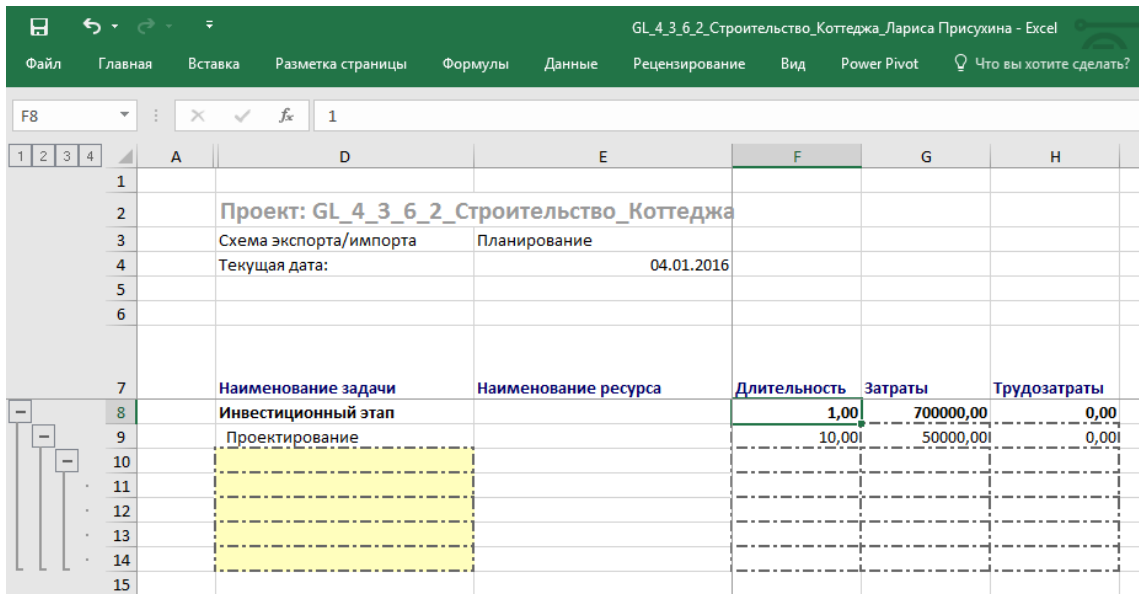 GL_4_3_6_2_Строительство_Коттеджа_Лариса Присухина - Excel
Файл Главная Вставка Разметка страницы Формулы Данные Рецензирование Вид Power Pivot Что вы хотите сделать?
F8 fx 1
1 2 3 4 A D E F G H
1
2 Проект: GL_4_3_6_2_Строительство_Коттеджа
3 Схема экспорта/импорта Планирование
4 Текущая дата: 04.01.2016
5
6
7 Наименование задачи Наименование ресурса Длительность Затраты Трудозатраты
8 Инвестиционный этап 1,00 700000,00 0,00
9 Проектирование 10,00 50000,00 0,00
10
11
12
13
14
15